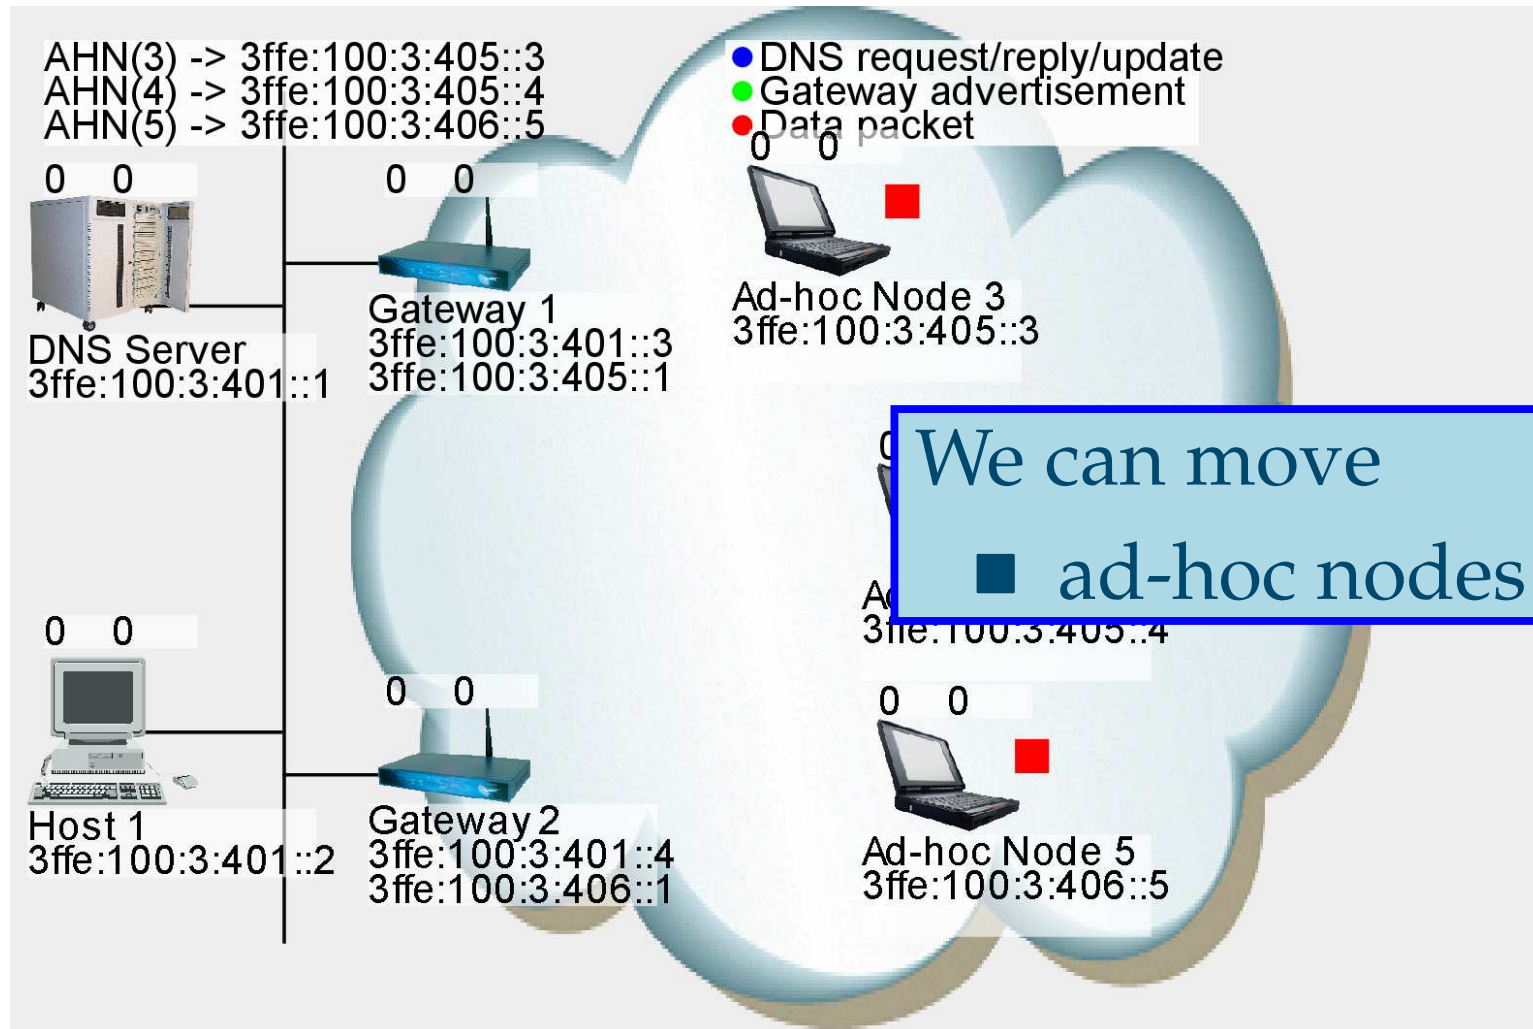 AHN(3) -> 3ffe:100:3:405::3
AHN(4) -> 3ffe:100:3:405::4
AHN(5) -> 3ffe:100:3:406::5
DNS request/reply/update
Gateway advertisement
Data packet
0 0
DNS Server
3ffe:100:3:401::1
0 0
Gateway 1
3ffe:100:3:401::3
3ffe:100:3:405::1
0 0
Ad-hoc Node 3
3ffe:100:3:405::3
We can move
■ ad-hoc nodes
3ffe:100:3:405::4
0 0
Host 1
3ffe:100:3:401::2
0 0
Gateway 2
3ffe:100:3:401::4
3ffe:100:3:406::1
0 0
Ad-hoc Node 5
3ffe:100:3:406::5